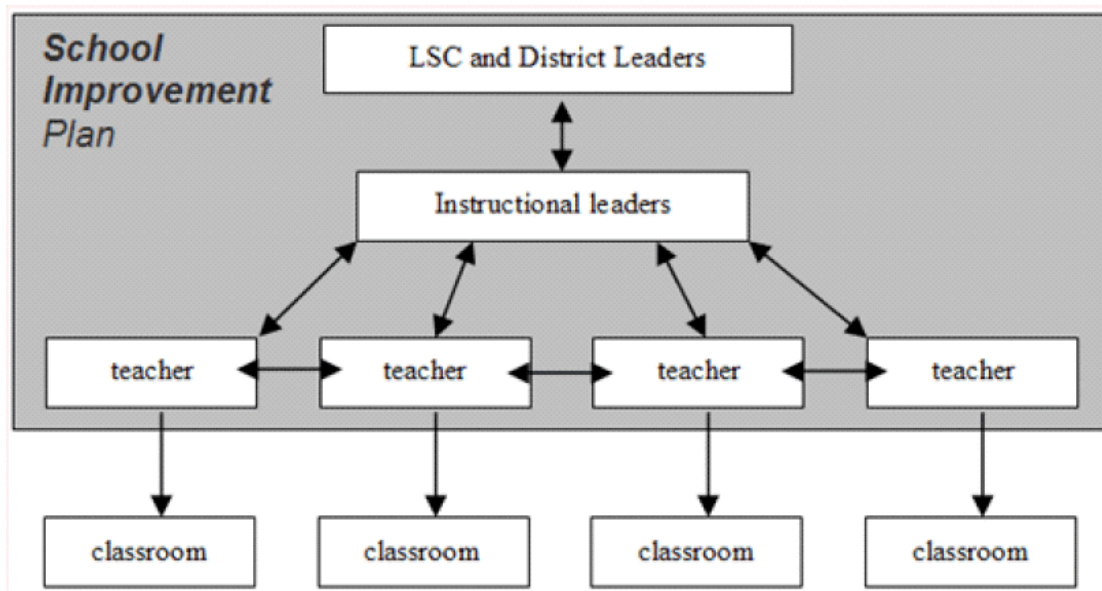 School
Improvement
Plan
LSC and District Leaders
Instructional leaders
teacher
teacher
teacher
teacher
classroom
classroom
classroom
classroom